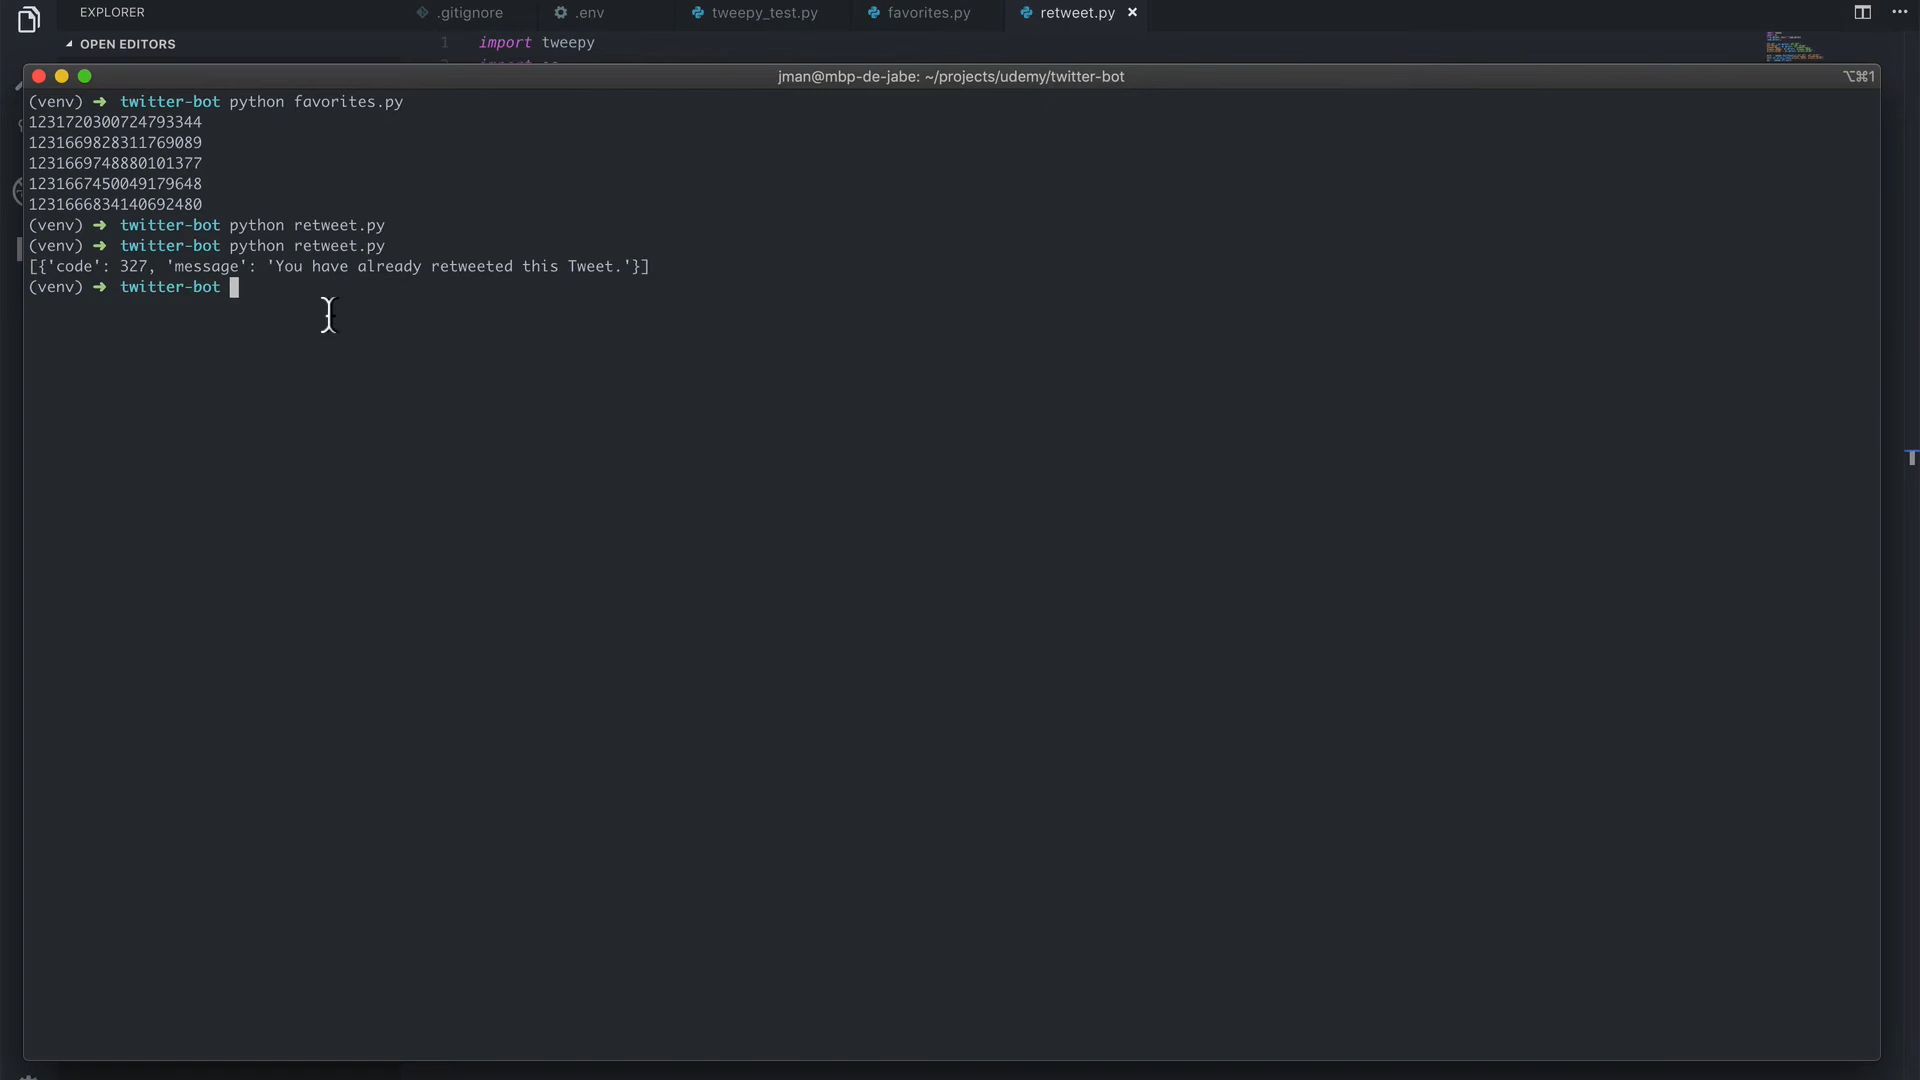 EXPLORER
.gitignore
.env
tweepy_test.py
favorites.py
retweet.py
OPEN EDITORS
1 import tweepy
jman@mbp-de-jabe: ~/projects/udemy/twitter-bot
⌥⌘1
(venv) ➜ twitter-bot python favorites.py
1231720300724793344
1231669828311769089
1231669748880101377
1231667450049179648
1231666834140692480
(venv) ➜ twitter-bot python retweet.py
(venv) ➜ twitter-bot python retweet.py
[{'code': 327, 'message': 'You have already retweeted this Tweet.'}]
(venv) ➜ twitter-bot